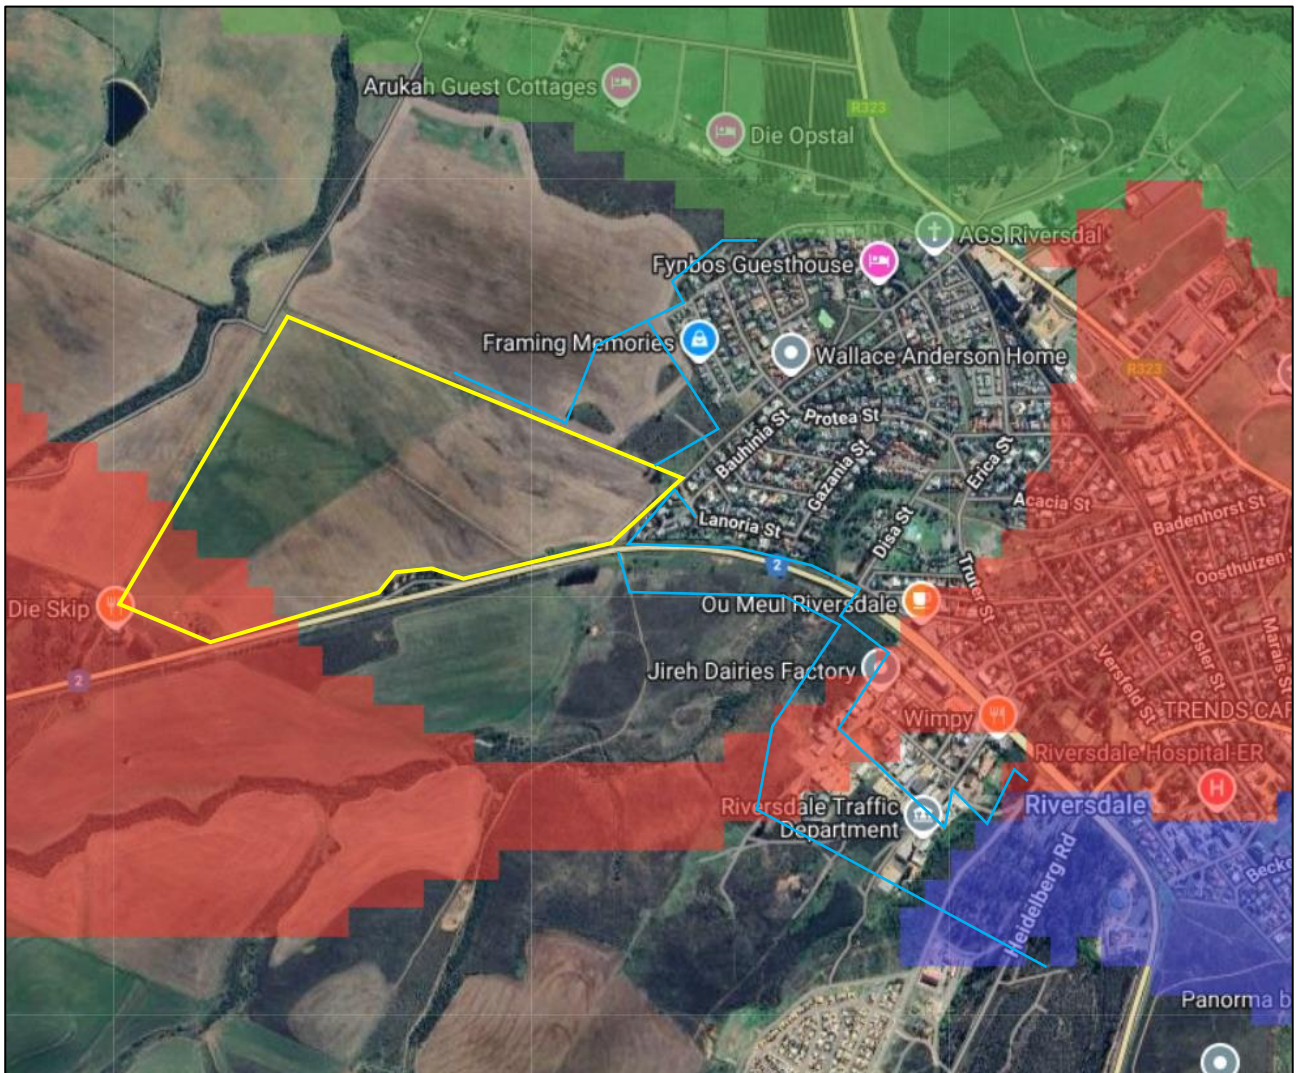 Arukah Guest Cottages
R323
Die Opstal
AGS Riversdal
Fynbos Guesthouse
Framing Memories
Wallace Anderson Home
R323
Protea St
Bauhinia St
Gazania St
Erica St
Acacia St
Lanoria St
Badenhorst St
Disa St
2
Truter St
Oosthuizen
Die Skip
Ou Meul Riversdale
Marais St
Osler St
Versfeld St
Jireh Dairies Factory
2
Wimpy
TRENDS CAF
Riversdale Hospital-ER
H
Riversdale Traffic
Department
Riversdale
Heidelberg Rd
Becke
Panorma b